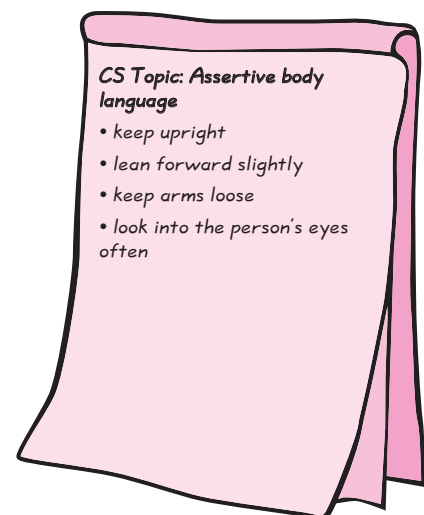 CS Topic: Assertive body
language
• keep upright
• lean forward slightly
• keep arms loose
• look into the person's eyes
often